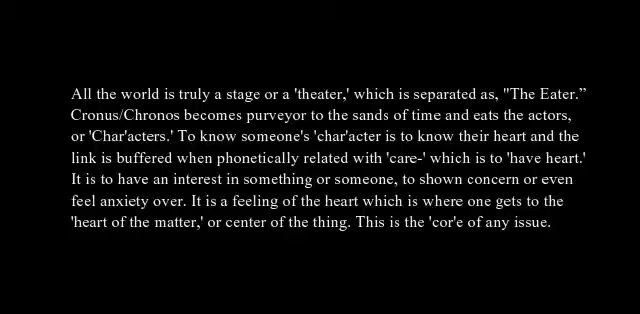 All the world is truly a stage or a 'theater,' which is separated as, "The Eater.”
Cronus/Chronos becomes purveyor to the sands of time and eats the actors,
or 'Char'acters.' To know someone's 'char'acter is to know their heart and the
link is buffered when phonetically related with 'care-' which is to 'have heart.'
It is to have an interest in something or someone, to shown concern or even
feel anxiety over. It is a feeling of the heart which is where one gets to the
'heart of the matter,' or center of the thing. This is the 'cor'e of any issue.